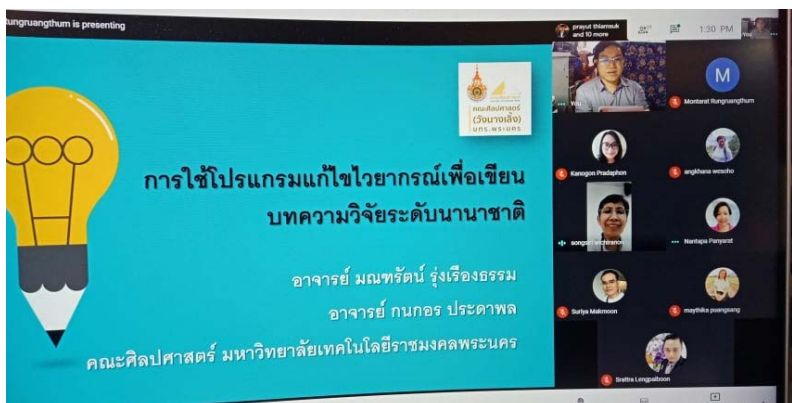 tungruangthum is presenting
prayut thiamsuk
and 10 more
1:30 PM
You
คณะศิลปศาสตร์
(วังนางเลิ้ง)
มทร.พระนคร
การใช้โปรแกรมแก้ไขไวยากรณ์เพื่อเขียน
บทความวิจัยระดับนานาชาติ
อาจารย์ มณฑรัตน์ รุ่งเรืองธรรม
อาจารย์ กนกอร ประดาพล
คณะศิลปศาสตร์ มหาวิทยาลัยเทคโนโลยีราชมงคลพระนคร
You
M
Montarat Rungruangthum
Kanogon Pradaphon
angkhana wesoho
Nantapa Panyarat
Suriya Makmoon
maythika puangsang
Sirattra Lengpaiboon